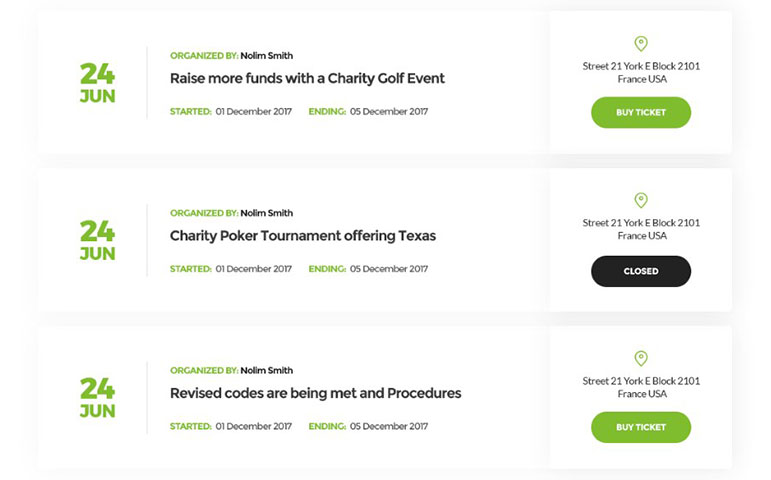 24
JUN
ORGANIZED BY: Nolim Smith
Raise more funds with a Charity Golf Event
STARTED: 01 December 2017 ENDING: 05 December 2017
Street 21 York E Block 2101
France USA
BUY TICKET
24
JUN
ORGANIZED BY: Nolim Smith
Charity Poker Tournament offering Texas
STARTED: 01 December 2017 ENDING: 05 December 2017
Street 21 York E Block 2101
France USA
CLOSED
24
JUN
ORGANIZED BY: Nolim Smith
Revised codes are being met and Procedures
STARTED: 01 December 2017 ENDING: 05 December 2017
Street 21 York E Block 2101
France USA
BUY TICKET